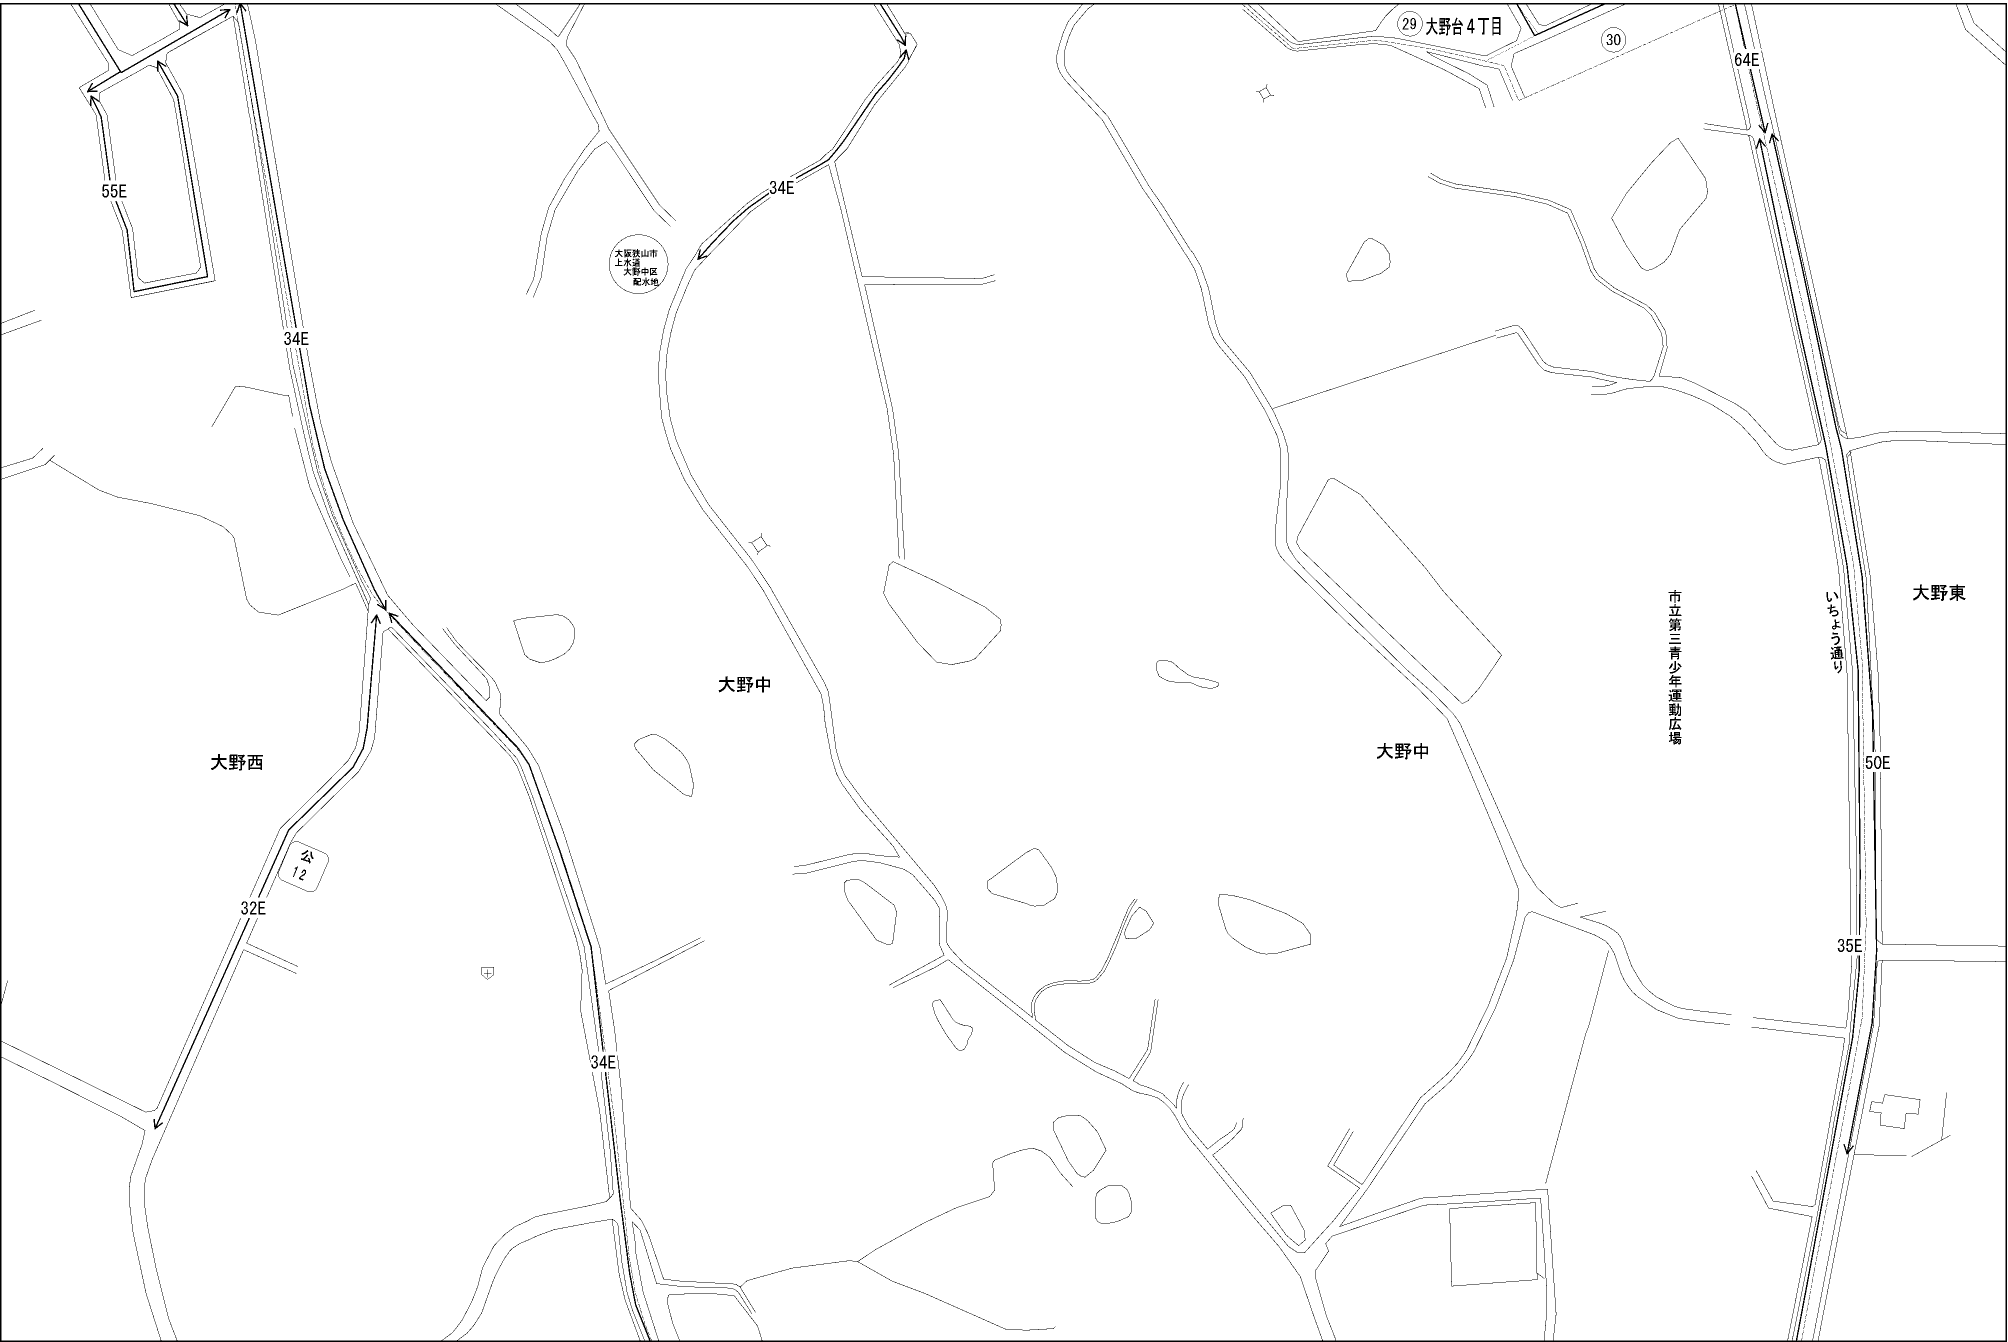 29 大野台4丁目
30
64E
55E
34E
大阪狭山市
上水道
大野中区
配水地
34E
大野東
市立第三青少年運動広場
いちょう通り
大野中
大野中
大野西
50E
公
12
32E
35E
34E